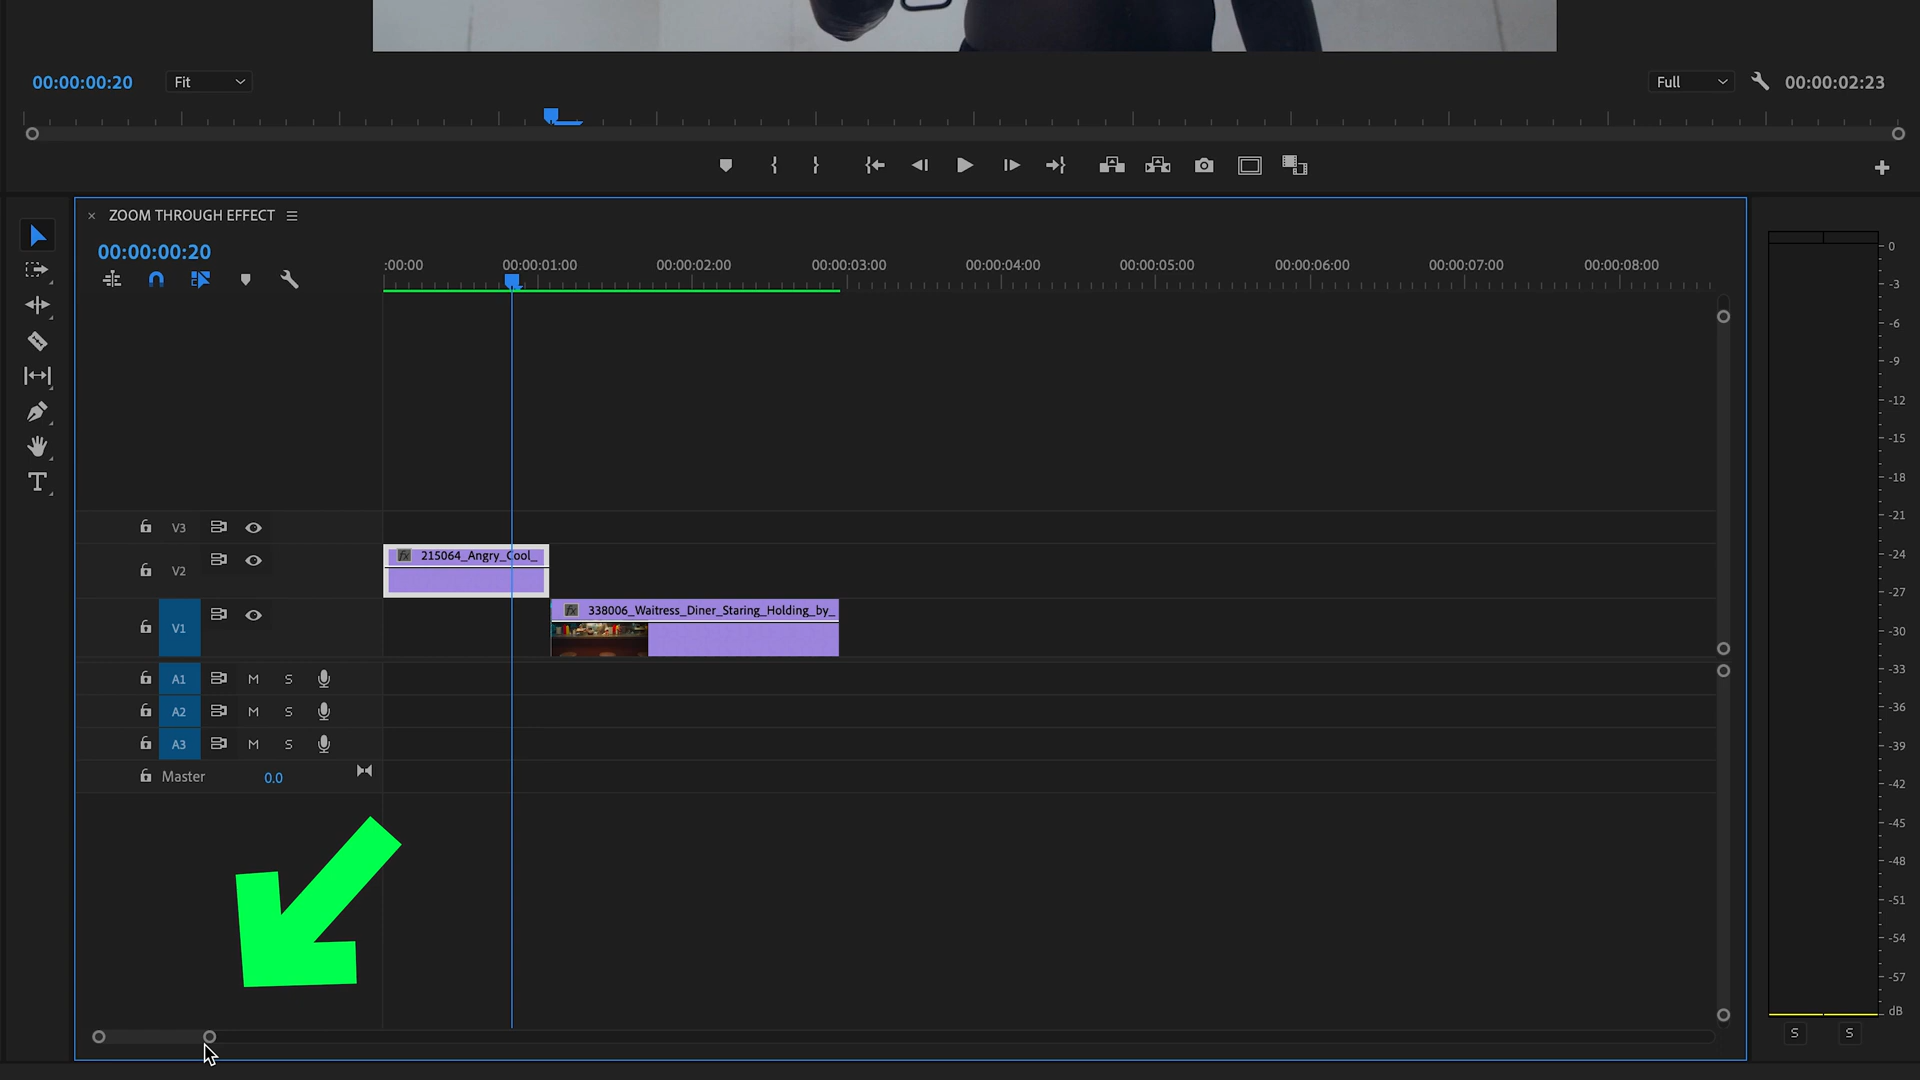 00:00:00:20 Fit Full 00:00:02:23
ZOOM THROUGH EFFECT
00:00:00:20
:00:00 00:00:01:00 00:00:02:00 00:00:03:00 00:00:04:00 00:00:05:00 00:00:06:00 00:00:07:00 00:00:08:00
V3
V2 fx 215064_Angry_Cool_
V1 fx 338006_Waitress_Diner_Staring_Holding_by_
A1 M S
A2 M S
A3 M S
Master 0.0
0
-3
-6
-9
-12
-15
-18
-21
-24
-27
-30
-33
-36
-39
-42
-45
-48
-51
-54
-57
dB
S S
T